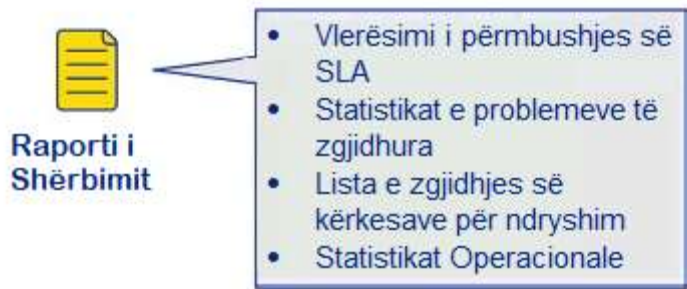 Raporti i
Shërbimit
• Vlerësimi i përmbushjes së
SLA
• Statistikat e problemeve të
zgjidhura
• Lista e zgjidhjes së
kërkesave për ndryshim
• Statistikat Operacionale